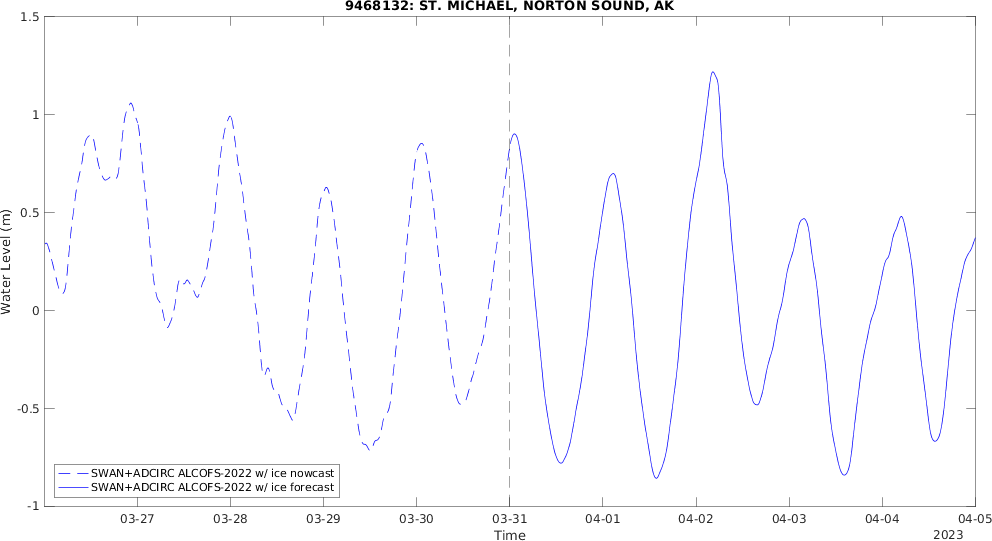 9468132: ST. MICHAEL, NORTON SOUND, AK
1.5
1
0.5
0
-0.5
-1
Water Level (m)
SWAN+ADCIRC ALCOFS-2022 w/ ice nowcast
SWAN+ADCIRC ALCOFS-2022 w/ ice forecast
03-27 03-28 03-29 03-30 03-31 04-01 04-02 04-03 04-04 04-05
Time
2023